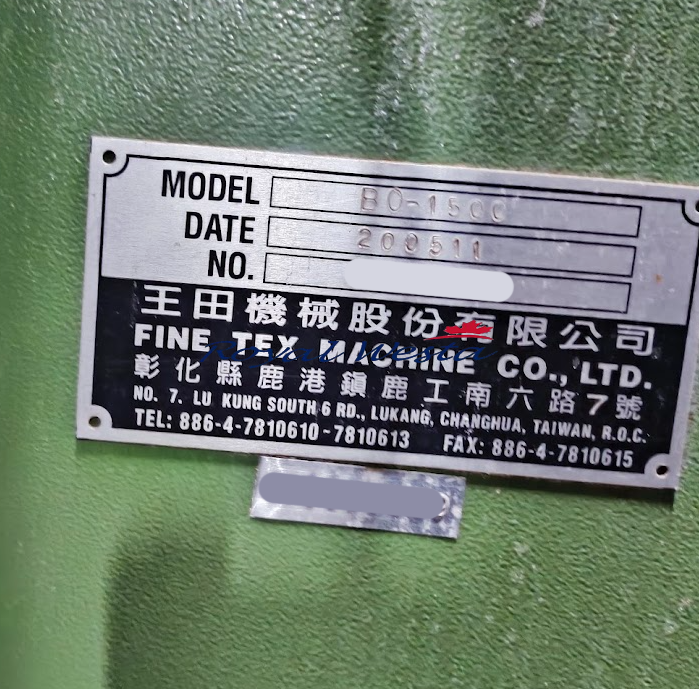 MODEL BO-1500
DATE 200511
NO.
王田機械股份有限公司
FINE TEX MACHINE CO., LTD.
Royal Westa
彰化縣鹿港鎮鹿工南六路7號
NO. 7. LU KUNG SOUTH 6 RD., LUKANG, CHANGHUA, TAIWAN, R.O.C.
TEL: 886-4-7810610-7810613 FAX: 886-4-7810615